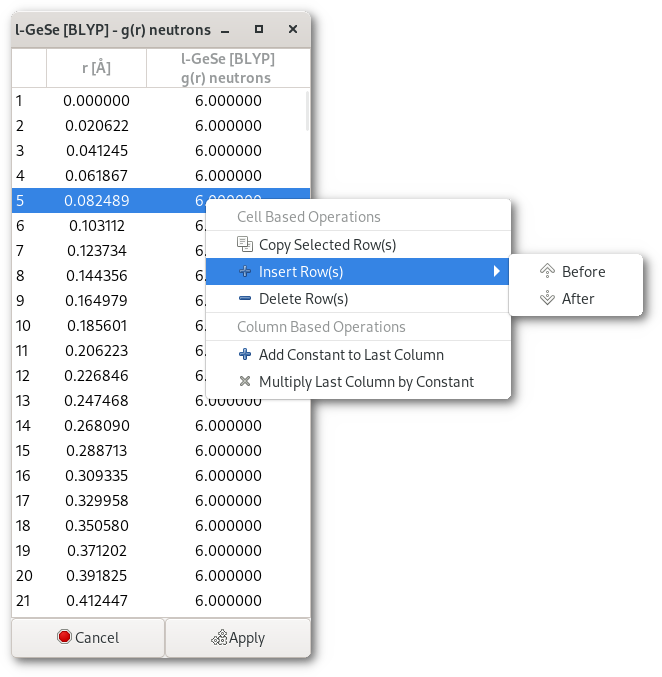 l-GeSe [BLYP] - g(r) neutrons
r [Å]
l-GeSe [BLYP]
g(r) neutrons
1 0.000000 6.000000
2 0.020622 6.000000
3 0.041245 6.000000
4 0.061867 6.000000
5 0.082489 6.000000
6 0.103112 6.
7 0.123734 6.
8 0.144356 6.
9 0.164979 6.
10 0.185601 6.
11 0.206223 6.
12 0.226846 6.
13 0.247468 6.000000
14 0.268090 6.000000
15 0.288713 6.000000
16 0.309335 6.000000
17 0.329958 6.000000
18 0.350580 6.000000
19 0.371202 6.000000
20 0.391825 6.000000
21 0.412447 6.000000
Cell Based Operations
Copy Selected Row(s)
Insert Row(s)
Delete Row(s)
Column Based Operations
Add Constant to Last Column
Multiply Last Column by Constant
Before
After
Cancel
Apply